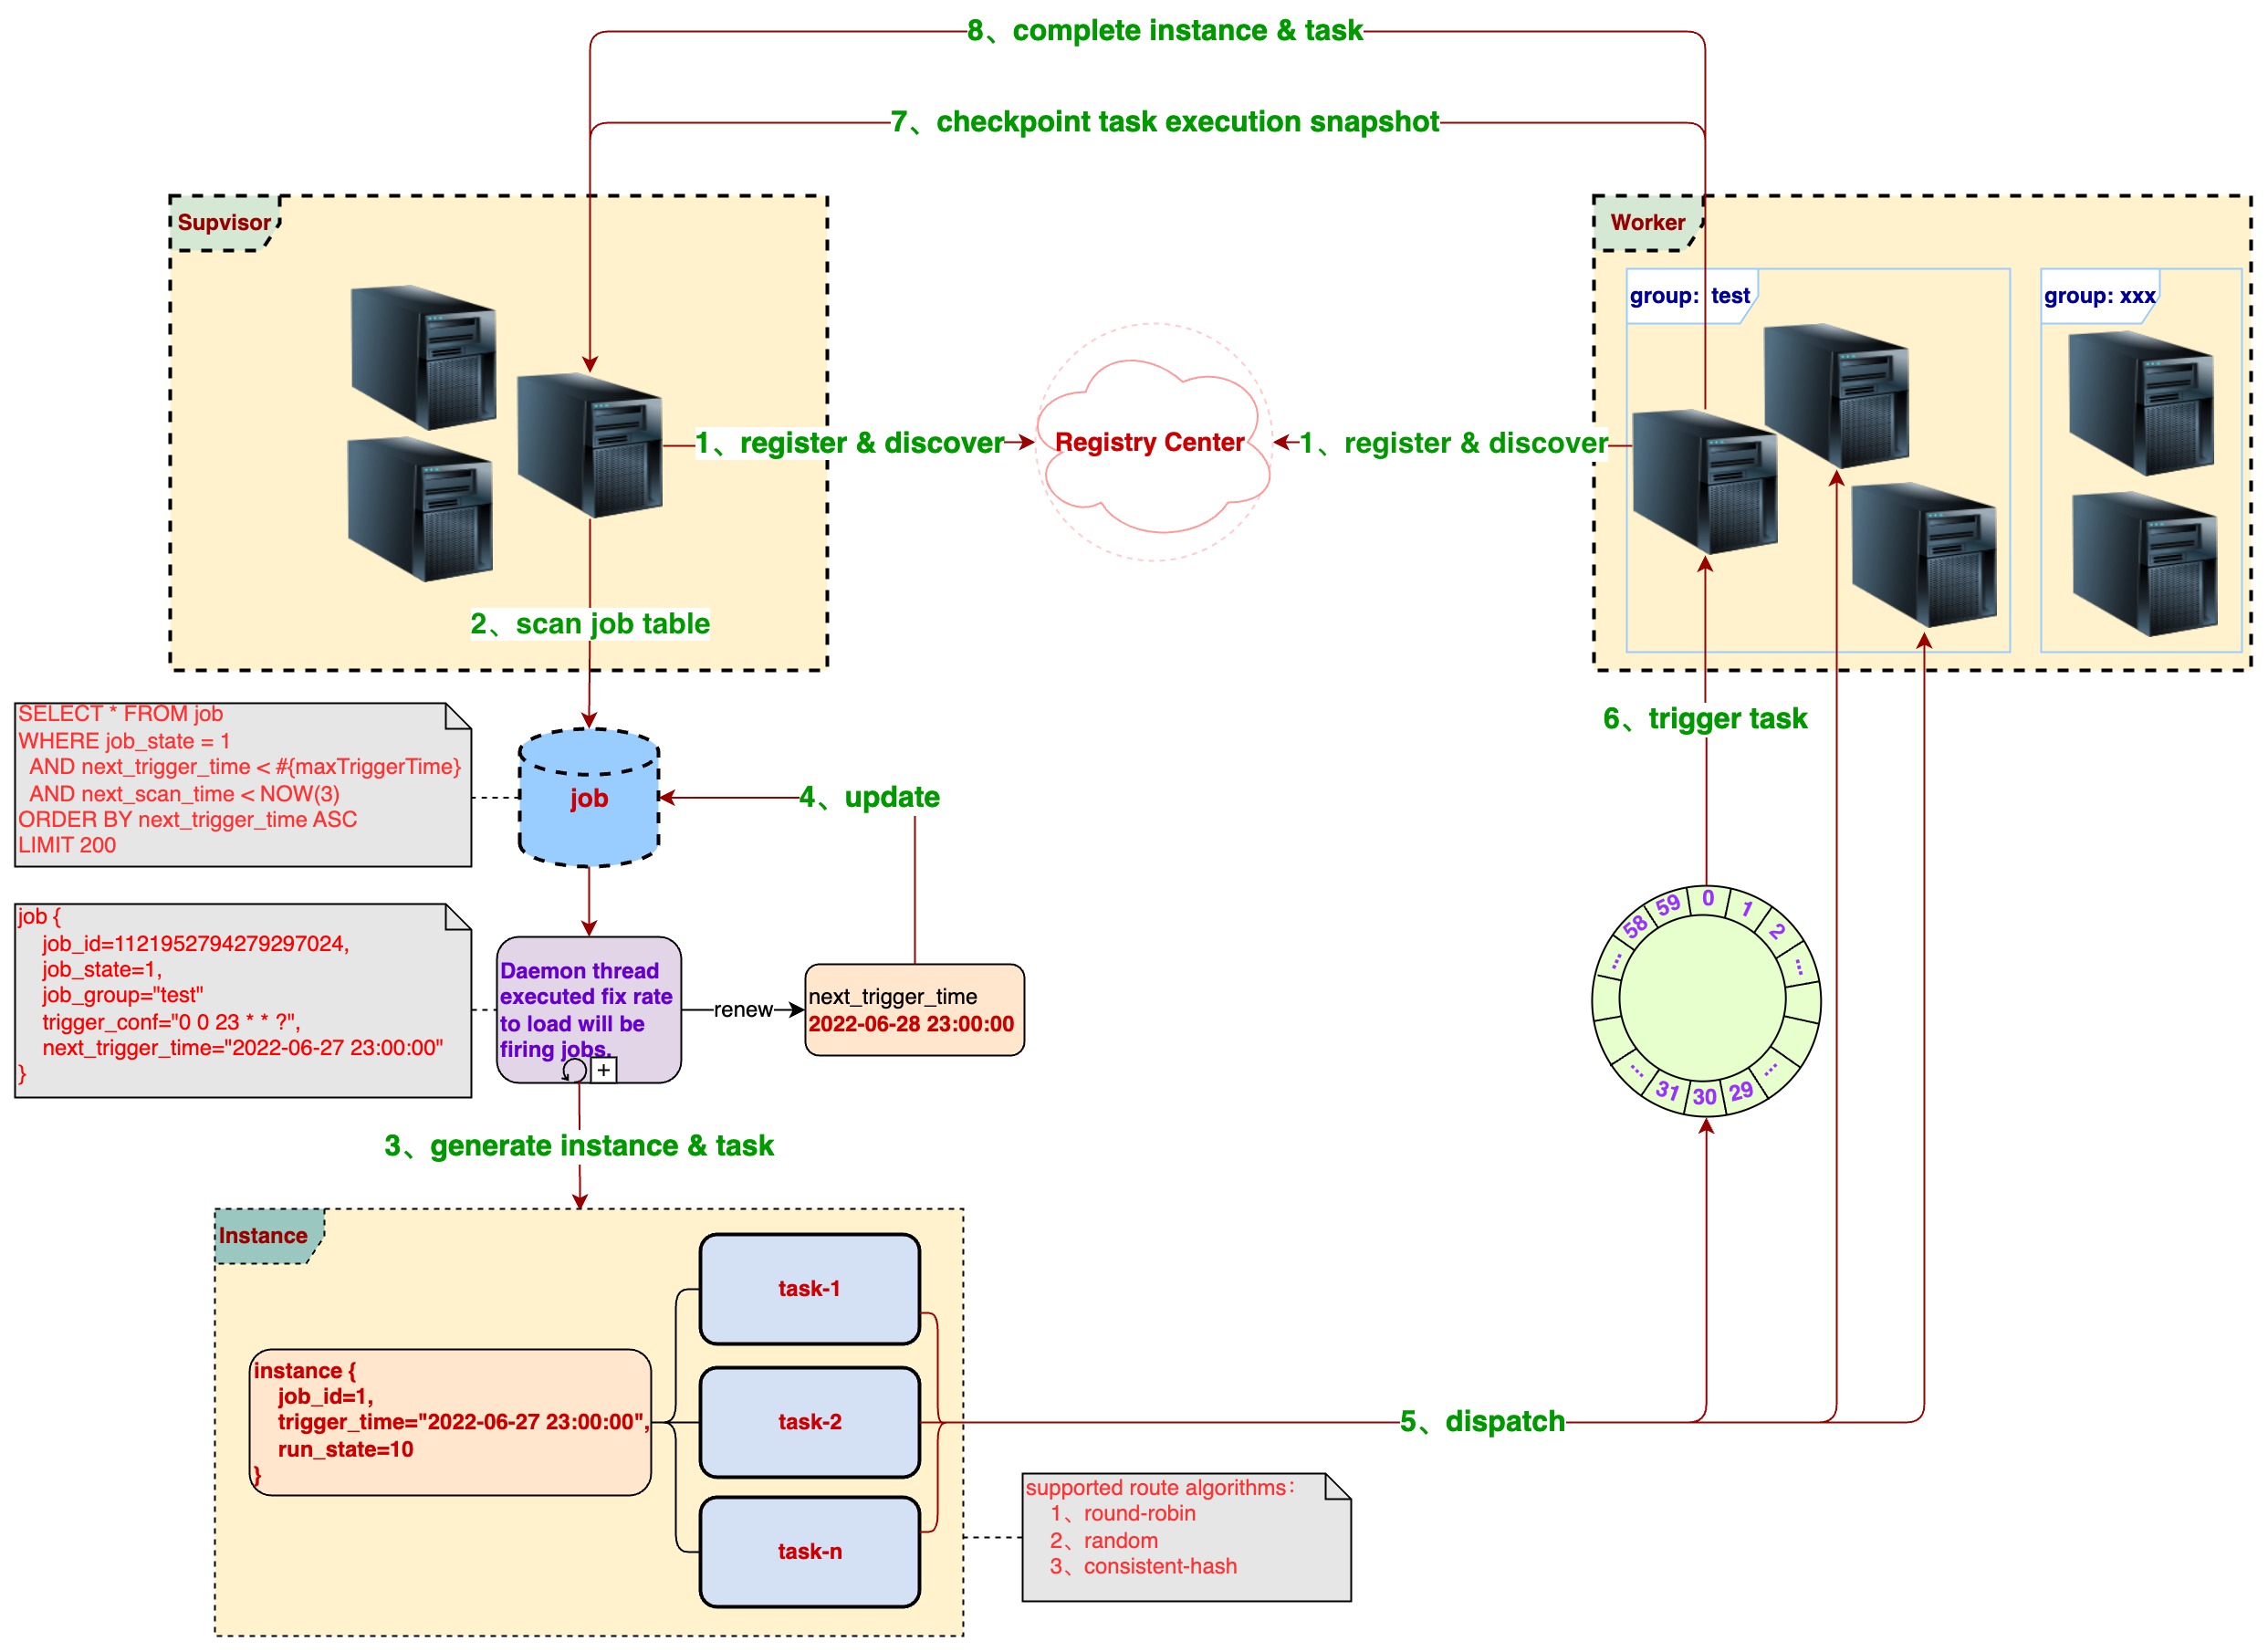 8、complete instance & task
7、checkpoint task execution snapshot
Supvisor
Worker
group: test
group: xxx
1、register & discover
Registry Center
1、register & discover
2、scan job table
6、trigger task
SELECT * FROM job
WHERE job_state = 1
AND next_trigger_time < #{maxTriggerTime}
AND next_scan_time < NOW(3)
ORDER BY next_trigger_time ASC
LIMIT 200
job
4、update
job {
job_id=1121952794279297024,
job_state=1,
job_group="test"
trigger_conf="0 0 23 * * ?",
next_trigger_time="2022-06-27 23:00:00"
}
Daemon thread
executed fix rate
to load will be
firing jobs.
renew
next_trigger_time
2022-06-28 23:00:00
58
59
0
1
2
...
...
31
30
29
...
...
3、generate instance & task
Instance
instance {
job_id=1,
trigger_time="2022-06-27 23:00:00",
run_state=10
}
task-1
task-2
task-n
5、dispatch
supported route algorithms：
1、round-robin
2、random
3、consistent-hash